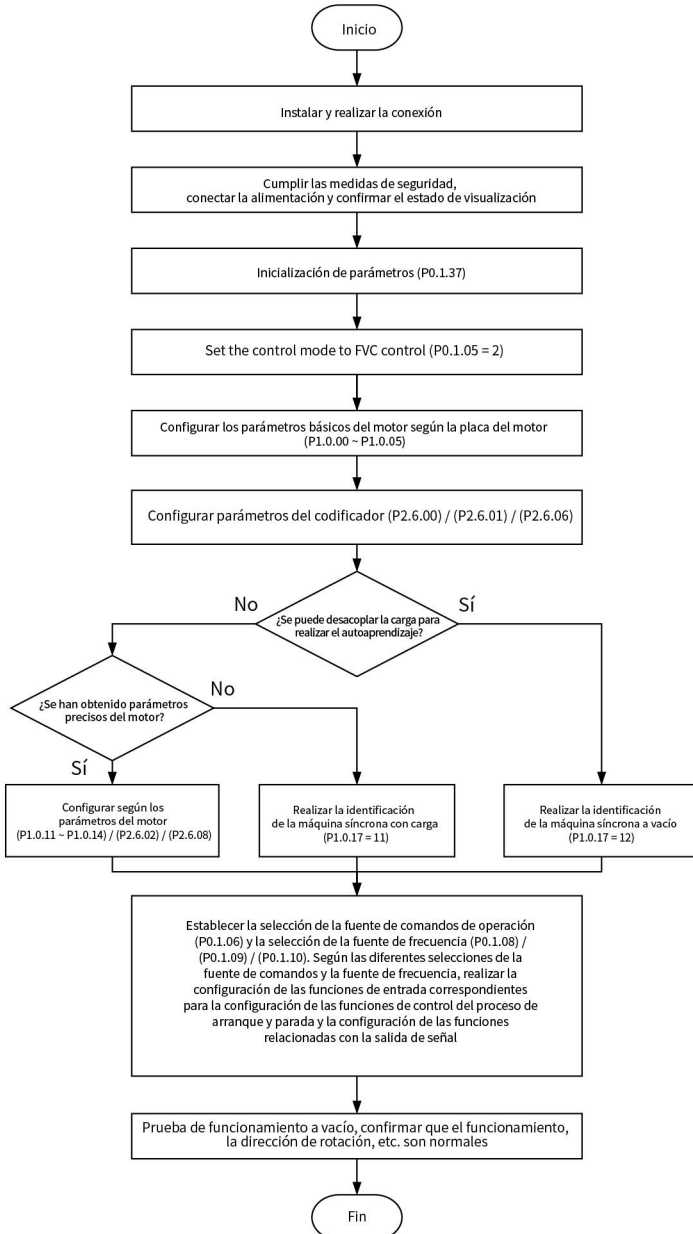 Inicio
Instalar y realizar la conexión
Cumplir las medidas de seguridad,
conectar la alimentación y confirmar el estado de visualización
Inicialización de parámetros (P0.1.37)
Set the control mode to FVC control (P0.1.05 = 2)
Configurar los parámetros básicos del motor según la placa del motor
(P1.0.00 ~ P1.0.05)
Configurar parámetros del codificador (P2.6.00) / (P2.6.01) / (P2.6.06)
¿Se puede desacoplar la carga para
realizar el autoaprendizaje?
No
Sí
¿Se han obtenido parámetros
precisos del motor?
No
Sí
Configurar según los
parámetros del motor
(P1.0.11 ~ P1.0.14) / (P2.6.02) / (P2.6.08)
Realizar la identificación
de la máquina síncrona con carga
(P1.0.17 = 11)
Realizar la identificación
de la máquina síncrona a vacío
(P1.0.17 = 12)
Establecer la selección de la fuente de comandos de operación
(P0.1.06) y la selección de la fuente de frecuencia (P0.1.08) /
(P0.1.09) / (P0.1.10). Según las diferentes selecciones de la
fuente de comandos y la fuente de frecuencia, realizar la
configuración de las funciones de entrada correspondientes
para la configuración de las funciones de control del proceso de
arranque y parada y la configuración de las funciones
relacionadas con la salida de señal
Prueba de funcionamiento a vacío, confirmar que el funcionamiento,
la dirección de rotación, etc. son normales
Fin